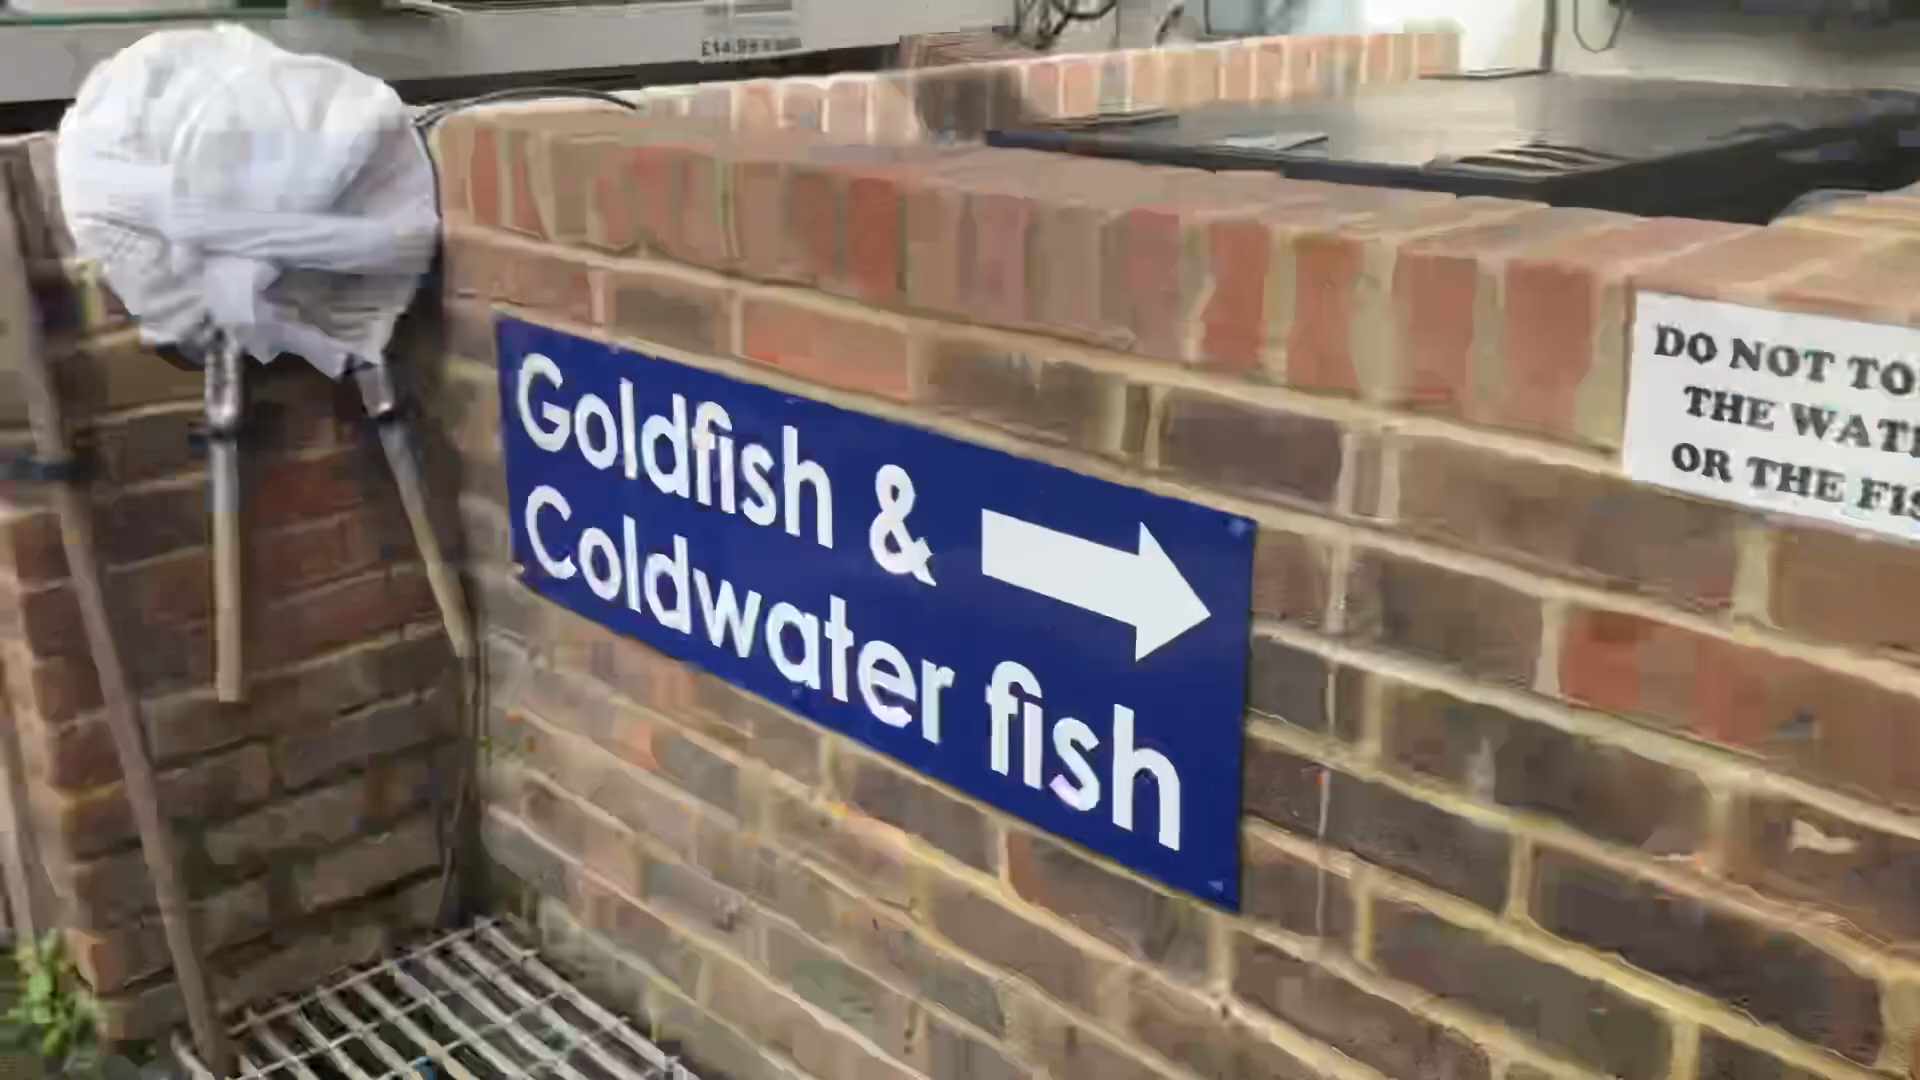 Goldfish &
Coldwater fish
DO NOT TO
THE WAT
OR THE FIS